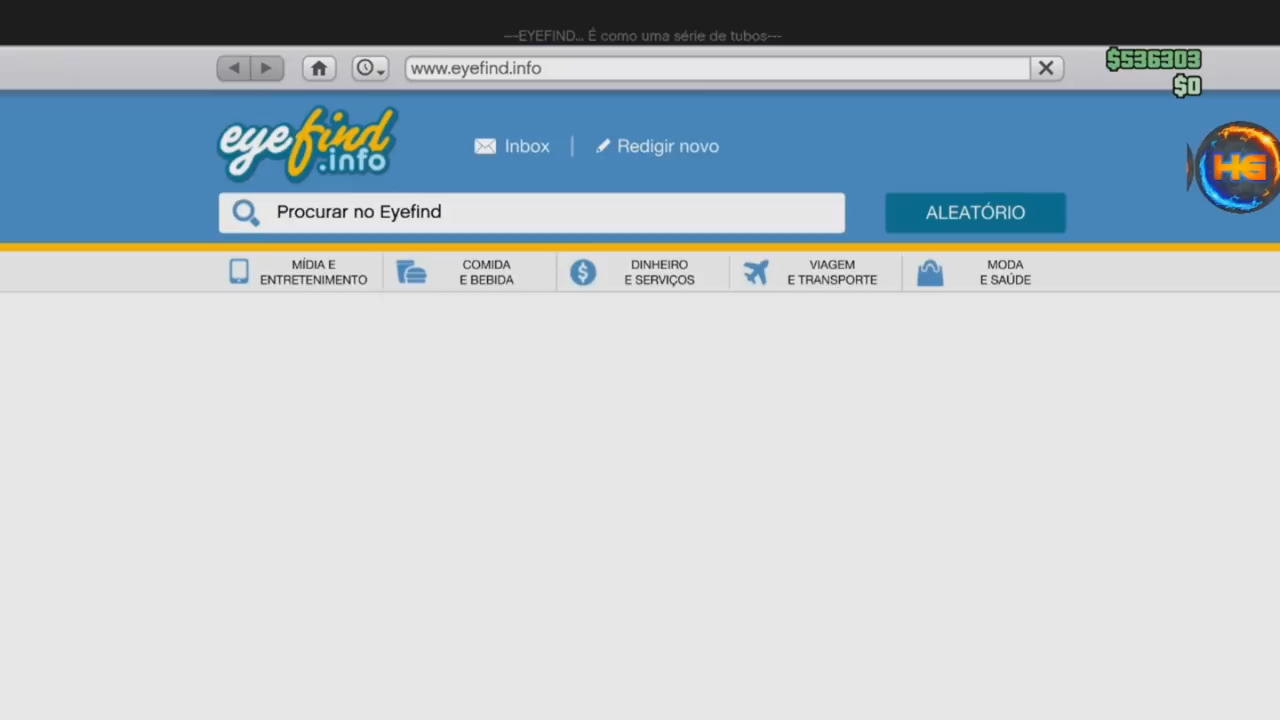 ---EYEFIND... É como uma série de tubos---
www.eyefind.info
$536303
$0
eyefind
.info
Inbox
Redigir novo
HG
Procurar no Eyefind
ALEATÓRIO
MÍDIA E
ENTRETENIMENTO
COMIDA
E BEBIDA
DINHEIRO
E SERVIÇOS
VIAGEM
E TRANSPORTE
MODA
E SAÚDE